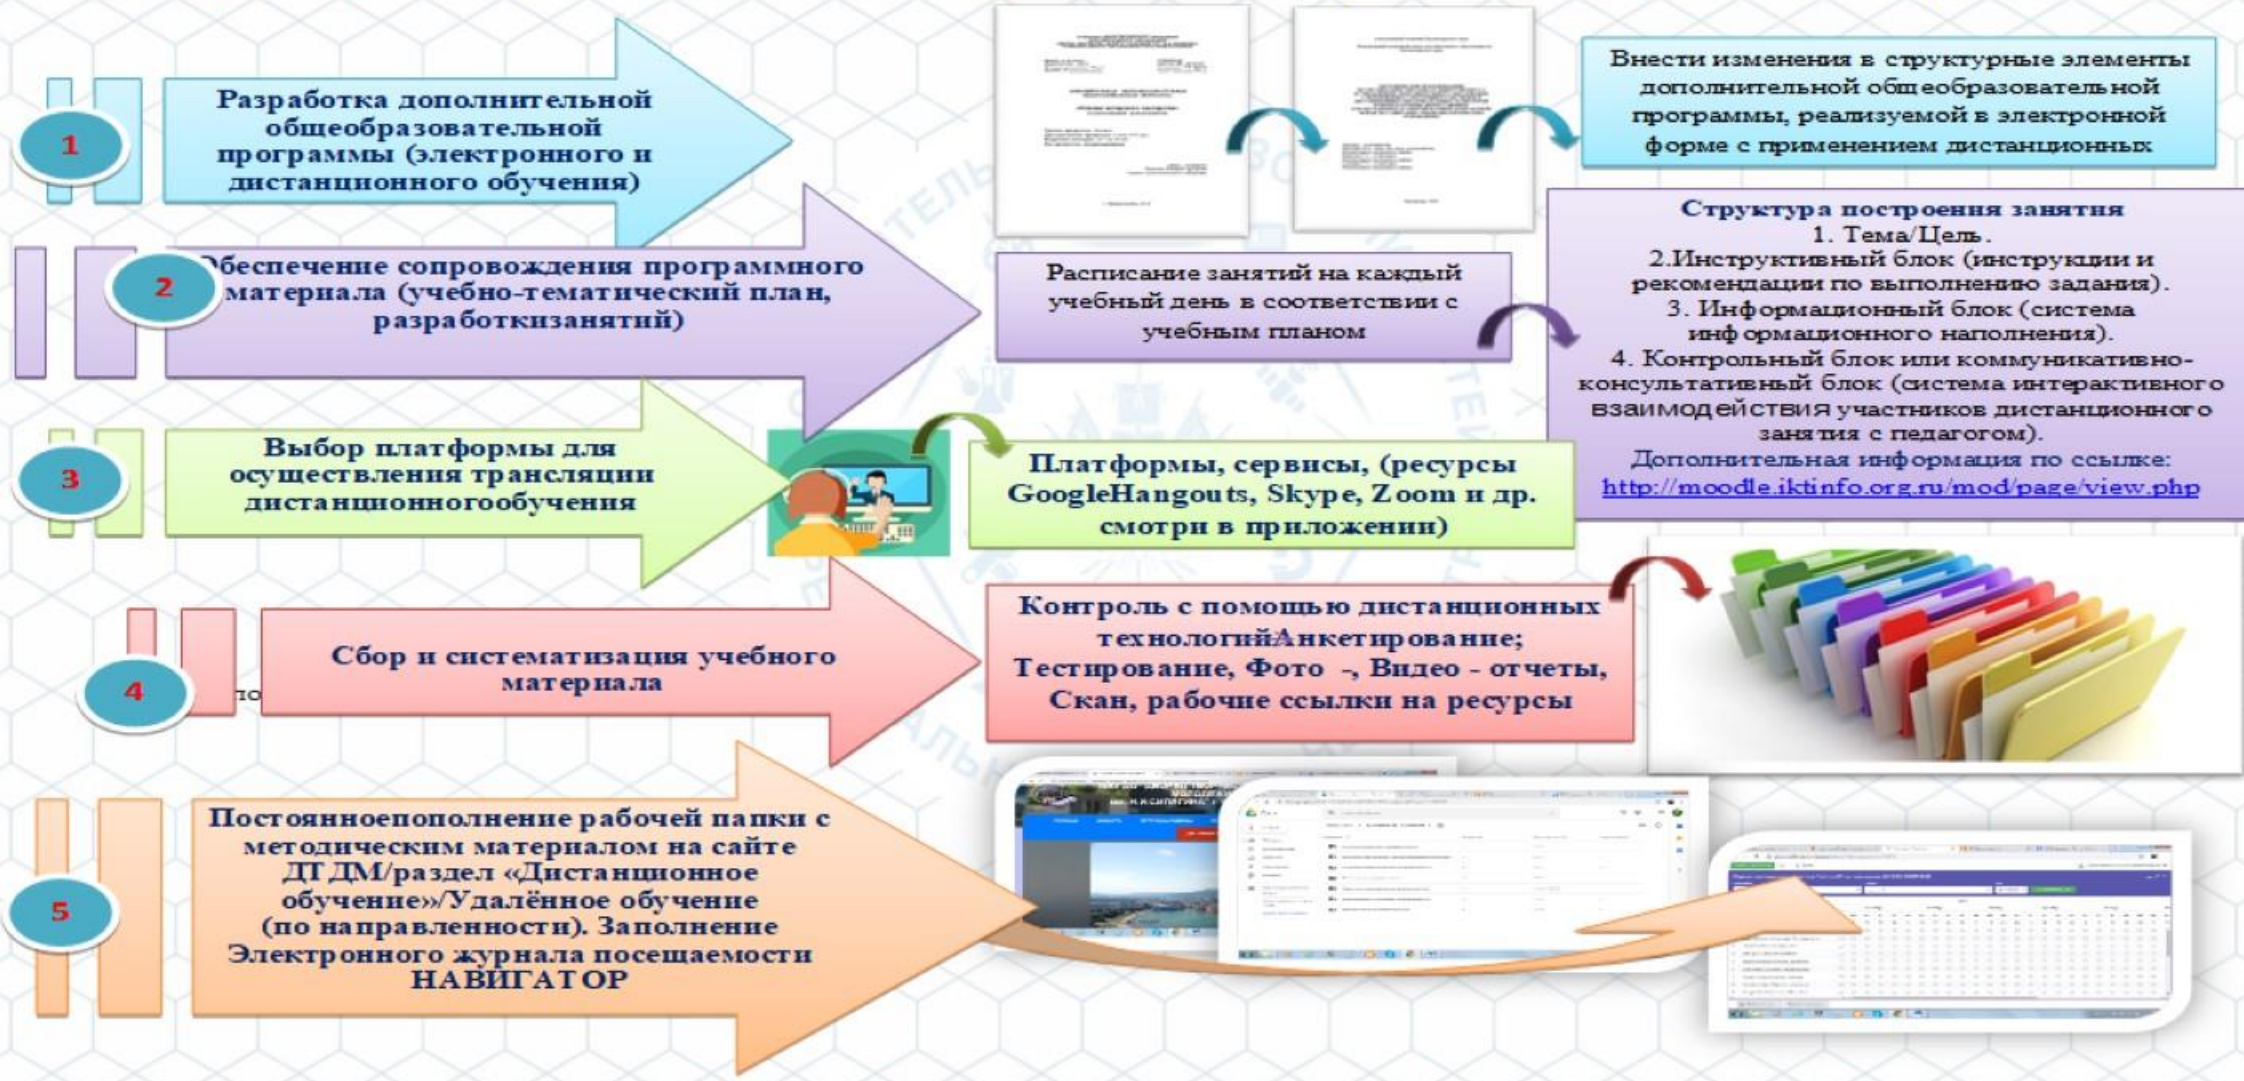 1
Разработка дополнительной
общеобразовательной
программы (электронного и
дистанционного обучения)
Внести изменения в структурные элементы
дополнительной общеобразовательной
программы, реализуемой в электронной
форме с применением дистанционных
2
беспечение сопровождения программного
материала (учебно-тематический план,
разработкизанятий)
Расписание занятий на каждый
учебный день в соответствии с
учебным планом
Структура построения занятия
1. Тема/Цель.
2.Инструктивный блок (инструкции и
рекомендации по выполнению задания).
3. Информационный блок (система
информационного наполнения).
4. Контрольный блок или коммуникативно-
консультативный блок (система интерактивного
взаимодействия участников дистанционного
занятия с педагогом).
Дополнительная информация по ссылке:
http://moodle.iktinfo.org.ru/mod/page/view.php
3
Выбор платформы для
осуществления трансляции
дистанционногообучения
Платформы, сервисы, (ресурсы
GoogleHangouts, Skype, Zoom и др.
смотри в приложении)
4
по
Сбор и систематизация учебного
материала
Контроль с помощью дистанционных
технологийАнкетирование;
Тестирование, Фото -, Видео - отчеты,
Скан, рабочие ссылки на ресурсы
5
Постоянноепополнение рабочей папки с
методическим материалом на сайте
ДТДМ/раздел «Дистанционное
обучение»/Удалённое обучение
(по направленности). Заполнение
Электронного журнала посещаемости
НАВИГАТОР